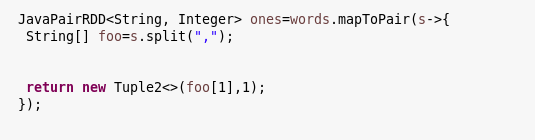 JavaPairRDD<String, Integer> ones=words.mapToPair(s->{
String[] foo=s.split(",");
return new Tuple2<>(foo[1],1);
});